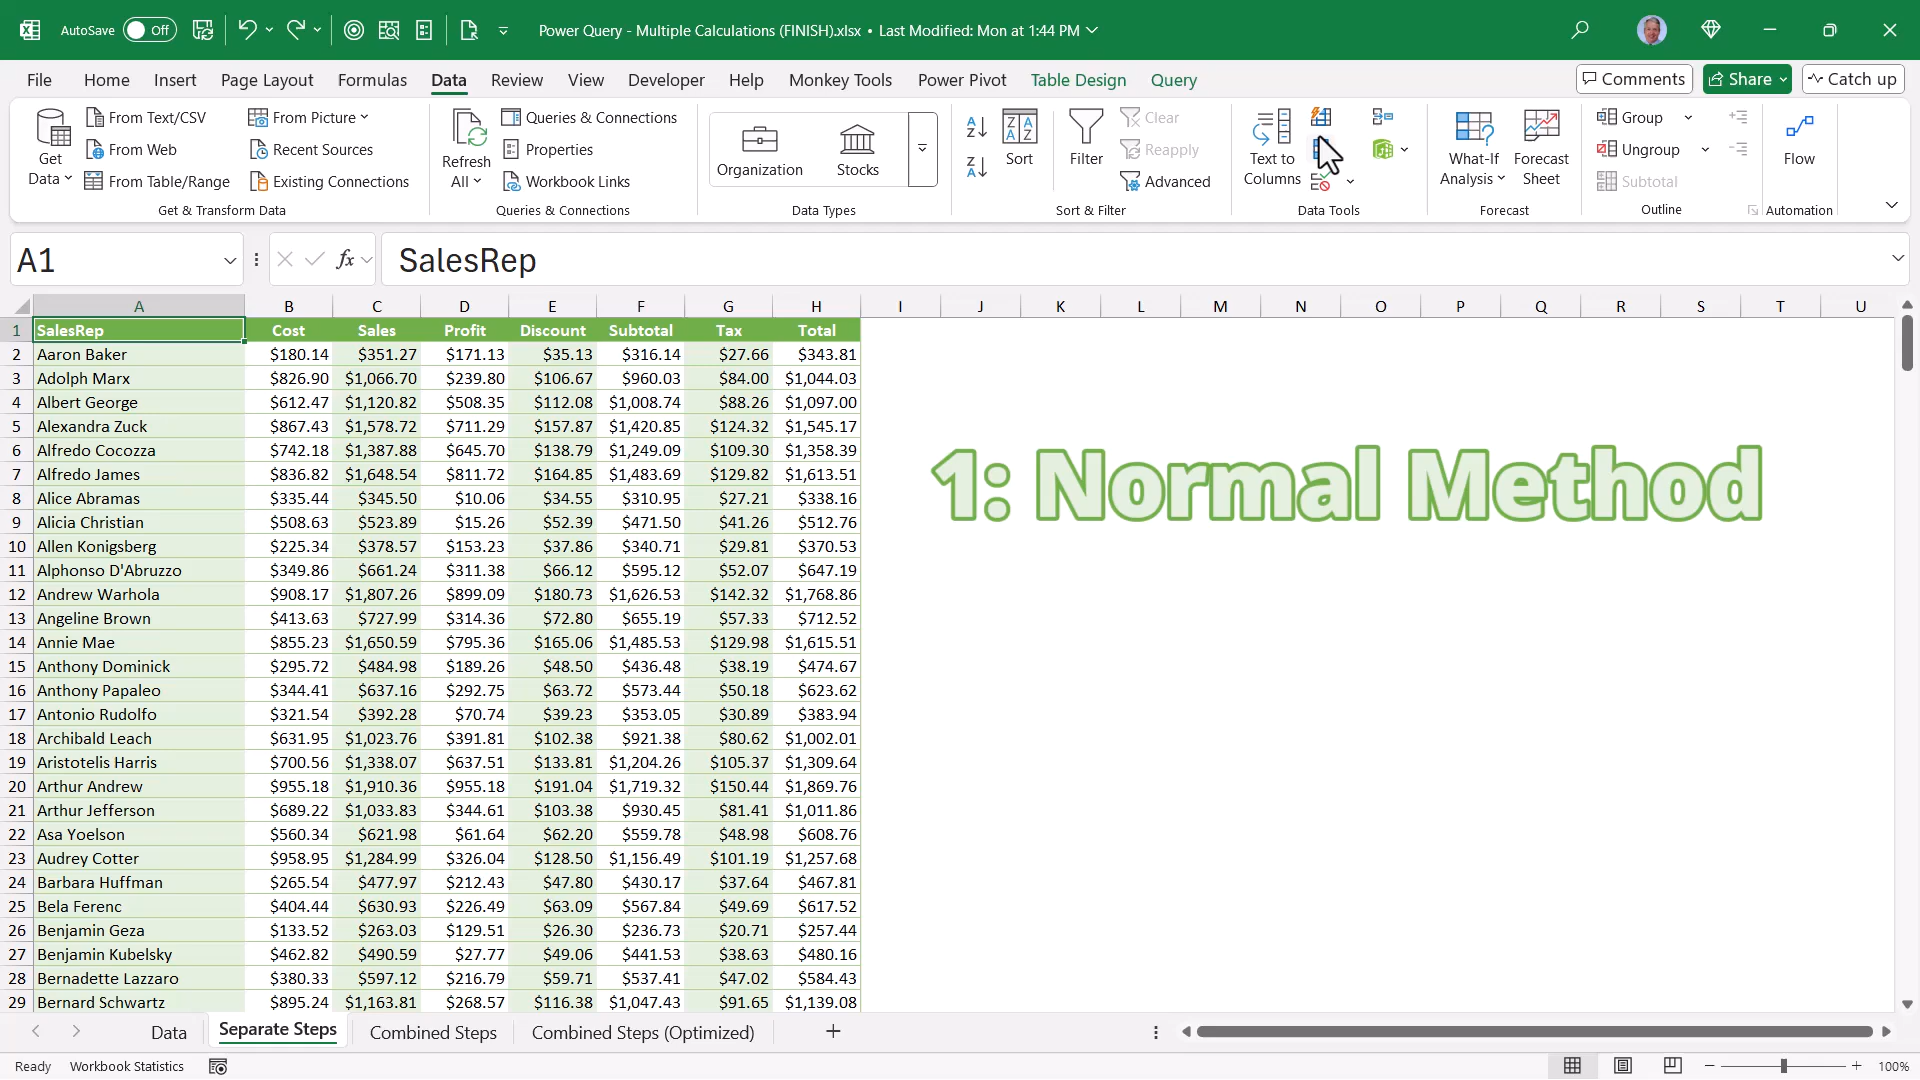 AutoSave Off Power Query - Multiple Calculations (FINISH).xlsx • Last Modified: Mon at 1:44 PM
File Home Insert Page Layout Formulas Data Review View Developer Help Monkey Tools Power Pivot Table Design Query Comments Share Catch up
Get Data
From Text/CSV
From Web
From Table/Range
From Picture
Recent Sources
Existing Connections
Get & Transform Data
Refresh All
Queries & Connections
Properties
Workbook Links
Queries & Connections
Organization Stocks
Data Types
Sort
Filter
Clear
Reapply
Advanced
Sort & Filter
Text to Columns
Data Tools
What-If Analysis
Forecast Sheet
Forecast
Group
Ungroup
Subtotal
Outline
Flow
Automation
A1 fx SalesRep
A B C D E F G H I J K L M N O P Q R S T U
1 SalesRep Cost Sales Profit Discount Subtotal Tax Total
2 Aaron Baker $180.14 $351.27 $171.13 $35.13 $316.14 $27.66 $343.81
3 Adolph Marx $826.90 $1,066.70 $239.80 $106.67 $960.03 $84.00 $1,044.03
4 Albert George $612.47 $1,120.82 $508.35 $112.08 $1,008.74 $88.26 $1,097.00
5 Alexandra Zuck $867.43 $1,578.72 $711.29 $157.87 $1,420.85 $124.32 $1,545.17
6 Alfredo Cocozza $742.18 $1,387.88 $645.70 $138.79 $1,249.09 $109.30 $1,358.39
7 Alfredo James $836.82 $1,648.54 $811.72 $164.85 $1,483.69 $129.82 $1,613.51
8 Alice Abramas $335.44 $345.50 $10.06 $34.55 $310.95 $27.21 $338.16
9 Alicia Christian $508.63 $523.89 $15.26 $52.39 $471.50 $41.26 $512.76
10 Allen Konigsberg $225.34 $378.57 $153.23 $37.86 $340.71 $29.81 $370.53
11 Alphonso D'Abruzzo $349.86 $661.24 $311.38 $66.12 $595.12 $52.07 $647.19
12 Andrew Warhola $908.17 $1,807.26 $899.09 $180.73 $1,626.53 $142.32 $1,768.86
13 Angeline Brown $413.63 $727.99 $314.36 $72.80 $655.19 $57.33 $712.52
14 Annie Mae $855.23 $1,650.59 $795.36 $165.06 $1,485.53 $129.98 $1,615.51
15 Anthony Dominick $295.72 $484.98 $189.26 $48.50 $436.48 $38.19 $474.67
16 Anthony Papaleo $344.41 $637.16 $292.75 $63.72 $573.44 $50.18 $623.62
17 Antonio Rudolfo $321.54 $392.28 $70.74 $39.23 $353.05 $30.89 $383.94
18 Archibald Leach $631.95 $1,023.76 $391.81 $102.38 $921.38 $80.62 $1,002.01
19 Aristotelis Harris $700.56 $1,338.07 $637.51 $133.81 $1,204.26 $105.37 $1,309.64
20 Arthur Andrew $955.18 $1,910.36 $955.18 $191.04 $1,719.32 $150.44 $1,869.76
21 Arthur Jefferson $689.22 $1,033.83 $344.61 $103.38 $930.45 $81.41 $1,011.86
22 Asa Yoelson $560.34 $621.98 $61.64 $62.20 $559.78 $48.98 $608.76
23 Audrey Cotter $958.95 $1,284.99 $326.04 $128.50 $1,156.49 $101.19 $1,257.68
24 Barbara Huffman $265.54 $477.97 $212.43 $47.80 $430.17 $37.64 $467.81
25 Bela Ferenc $404.44 $630.93 $226.49 $63.09 $567.84 $49.69 $617.52
26 Benjamin Geza $133.52 $263.03 $129.51 $26.30 $236.73 $20.71 $257.44
27 Benjamin Kubelsky $462.82 $490.59 $27.77 $49.06 $441.53 $38.63 $480.16
28 Bernadette Lazzaro $380.33 $597.12 $216.79 $59.71 $537.41 $47.02 $584.43
29 Bernard Schwartz $895.24 $1,163.81 $268.57 $116.38 $1,047.43 $91.65 $1,139.08
1: Normal Method
Data Separate Steps Combined Steps Combined Steps (Optimized)
Ready Workbook Statistics 100%